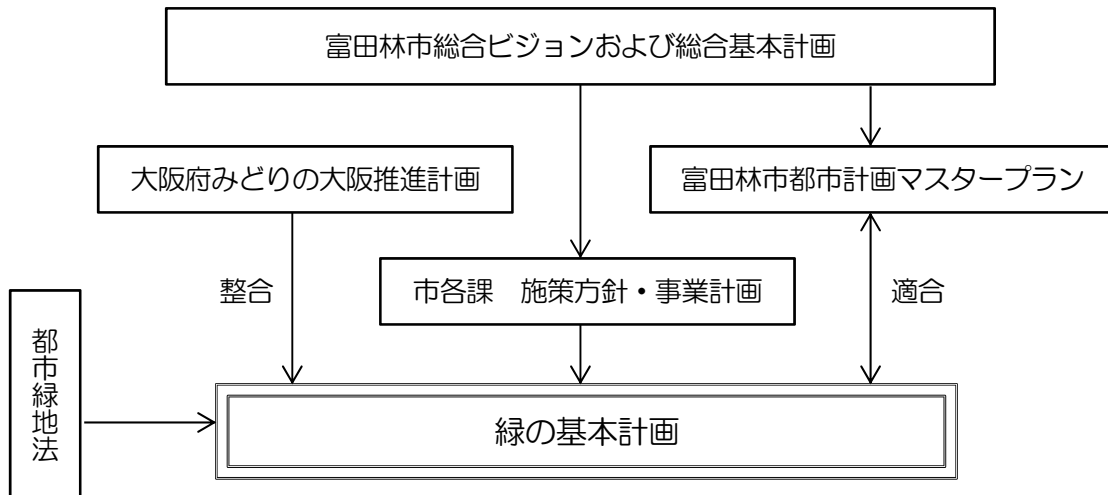 富田林市総合ビジョンおよび総合基本計画
大阪府みどりの大阪推進計画
富田林市都市計画マスタープラン
整合
市各課　施策方針・事業計画
適合
都市緑地法
緑の基本計画